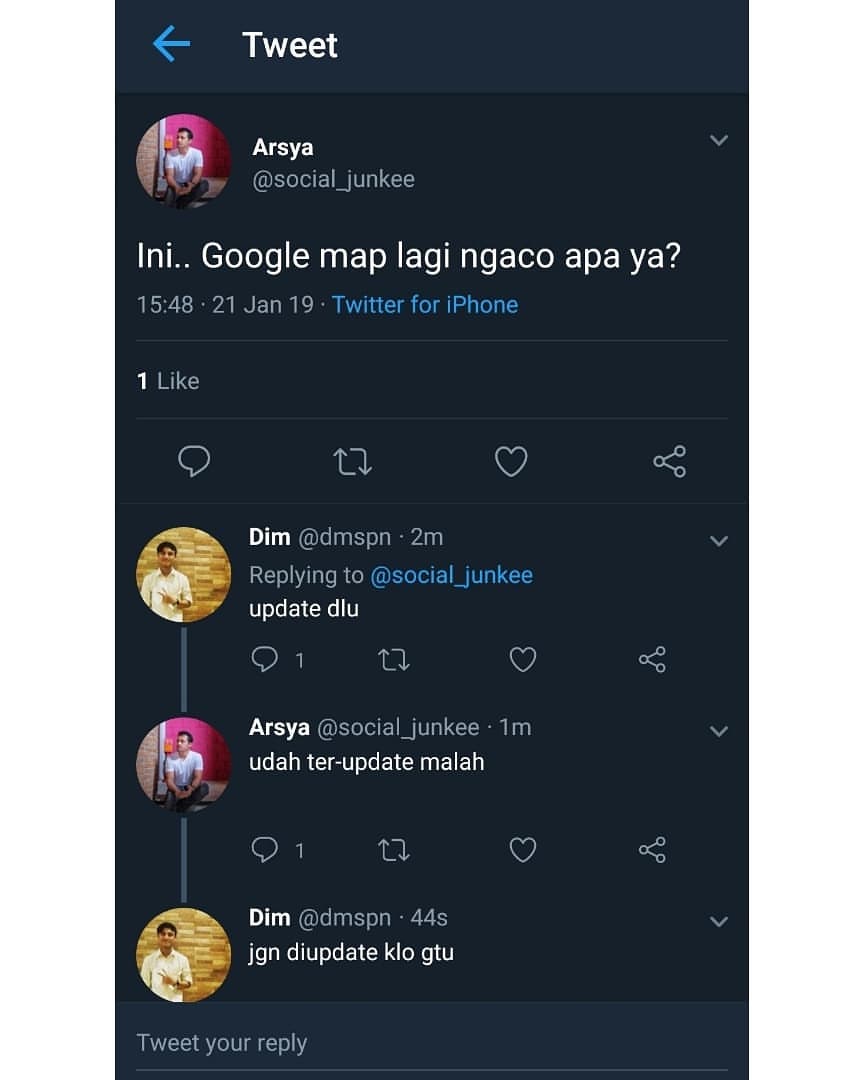 Tweet
Arsya
@social_junkee
Ini.. Google map lagi ngaco apa ya?
15:48 · 21 Jan 19 · Twitter for iPhone
1 Like
Dim @dmspn · 2m
Replying to @social_junkee
update dlu
1
Arsya @social_junkee · 1m
udah ter-update malah
1
Dim @dmspn · 44s
jgn diupdate klo gtu
Tweet your reply